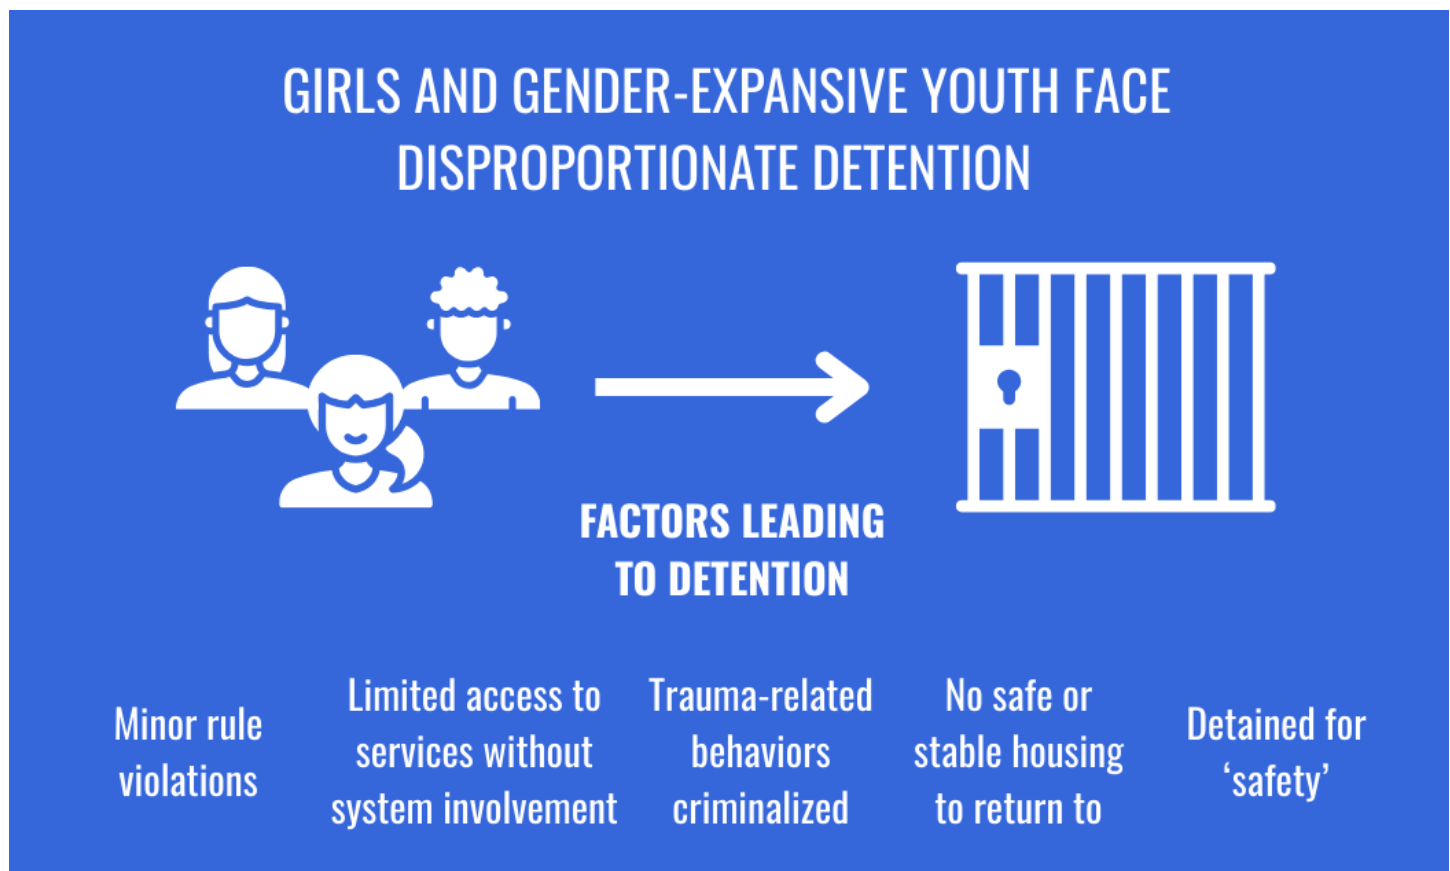 GIRLS AND GENDER-EXPANSIVE YOUTH FACE
DISPROPORTIONATE DETENTION
FACTORS LEADING
TO DETENTION
Minor rule
violations
Limited access to
services without
system involvement
Trauma-related
behaviors
criminalized
No safe or
stable housing
to return to
Detained for
‘safety’